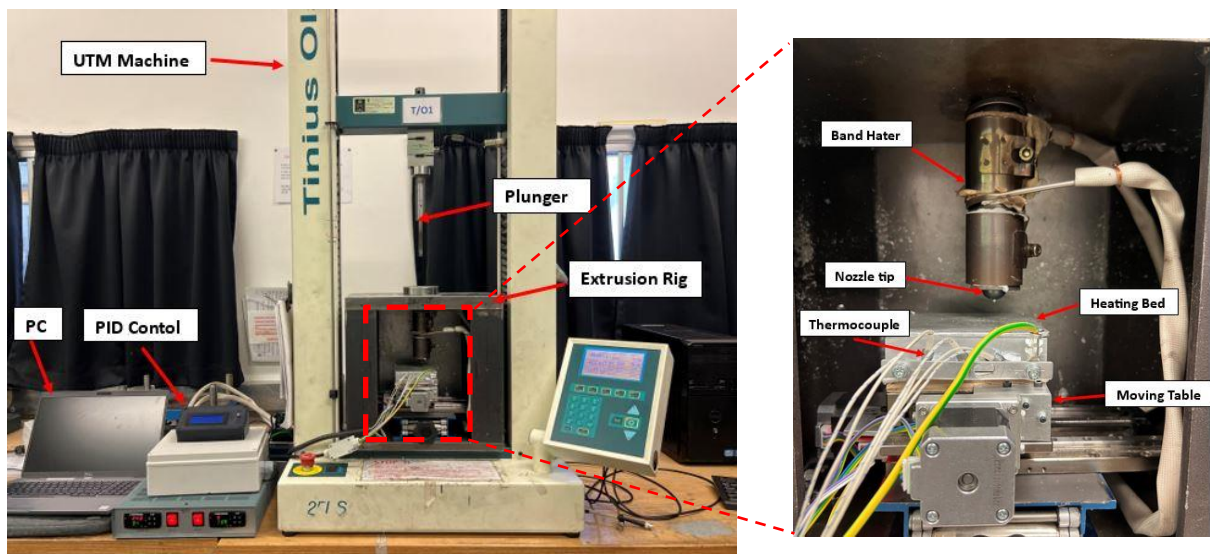 UTM Machine
Tinius Ol
T/O1
Plunger
Extrusion Rig
PC
PID Contol
Band Hater
Nozzle tip
Heating Bed
Thermocouple
Moving Table